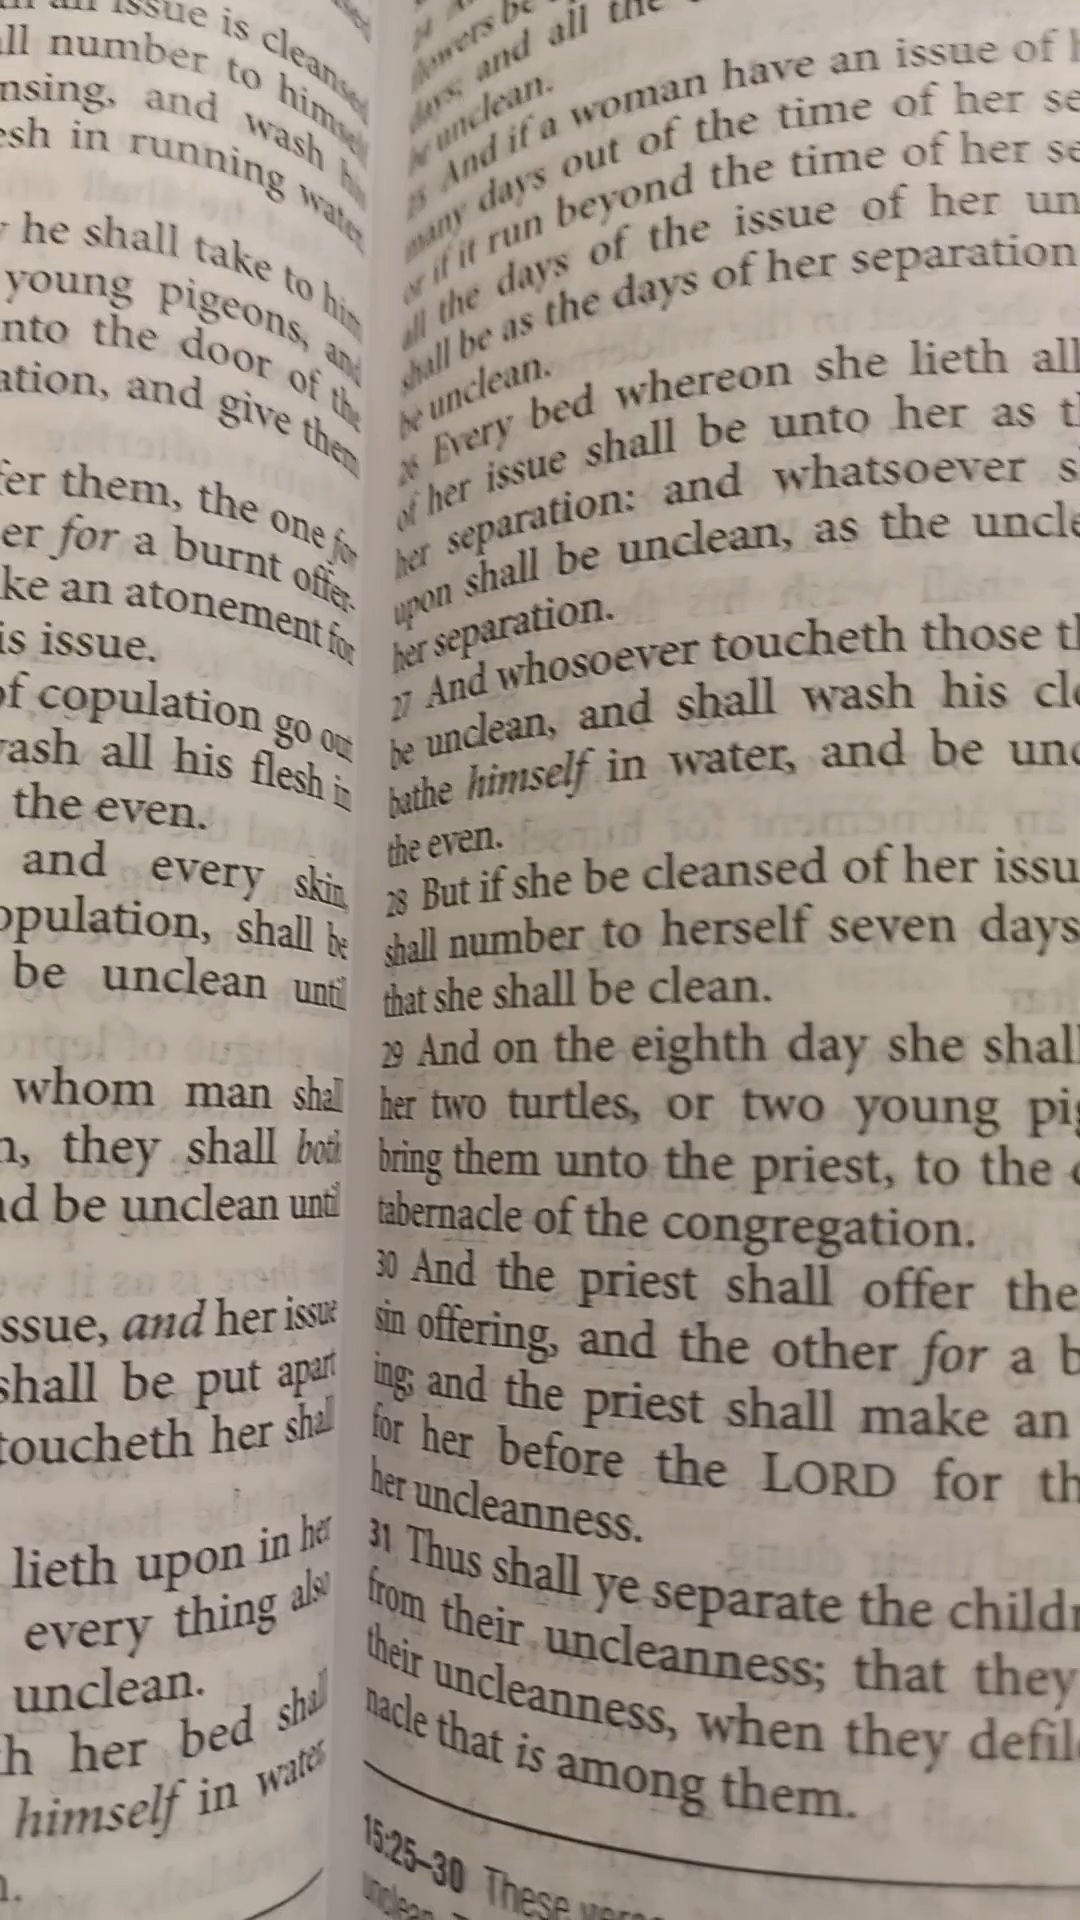 issue is cleansed
ll number to himself
nsing, and wash his
esh in running water,
he shall take to him
young pigeons, and
nto the door of the
ation, and give them
fer them, the one for
er for a burnt offer-
ke an atonement for
is issue.
of copulation go out
ash all his flesh in
the even.
and every skin,
opulation, shall be
be unclean until
whom man shall
n, they shall both
nd be unclean until
ssue, and her issue
shall be put apart
toucheth her shall
lieth upon in her
every thing also
unclean.
h her bed shall
himself in water,
flowers be
days; and all the
be unclean.
25 And if a woman have an issue of
many days out of the time of her se
or if it run beyond the time of her se
all the days of the issue of her un
shall be as the days of her separation
be unclean.
26 Every bed whereon she lieth all
of her issue shall be unto her as th
her separation: and whatsoever s
upon shall be unclean, as the uncle
her separation.
27 And whosoever toucheth those th
be unclean, and shall wash his clo
bathe himself in water, and be unc
the even.
28 But if she be cleansed of her issu
shall number to herself seven days
that she shall be clean.
29 And on the eighth day she shall
her two turtles, or two young pig
bring them unto the priest, to the
tabernacle of the congregation.
30 And the priest shall offer the
sin offering, and the other for a b
ing; and the priest shall make an
for her before the LORD for th
her uncleanness.
31 Thus shall ye separate the childr
from their uncleanness; that they
their uncleanness, when they defil
nacle that is among them.
15:25–30 These verse
unclean.